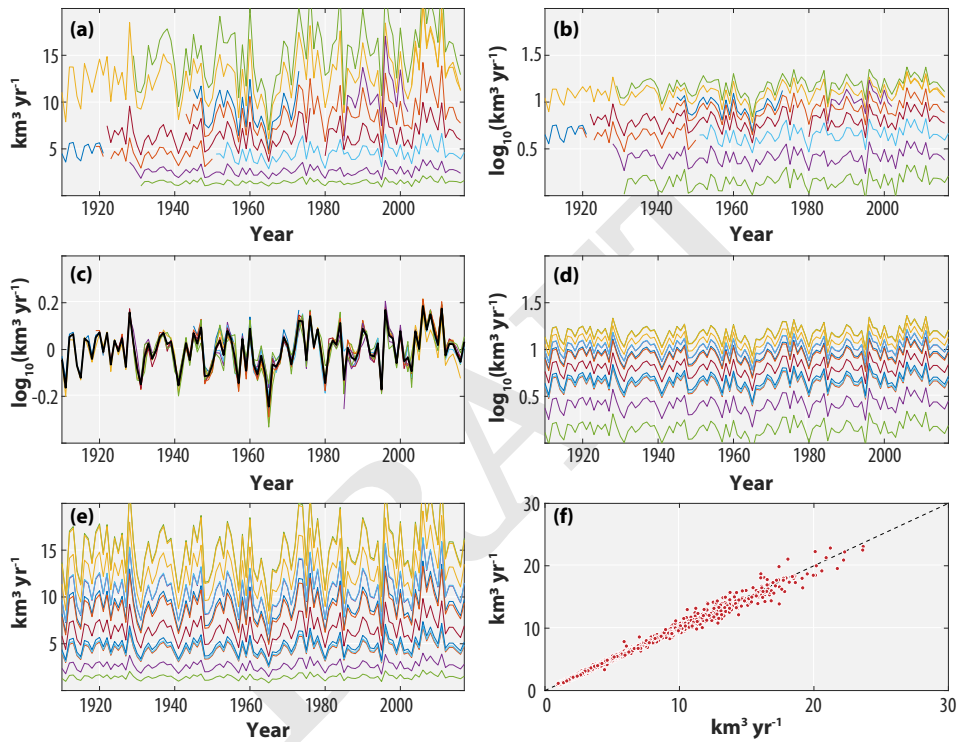 (a)
km³ yr⁻¹
15
10
5
1920 1940 1960 1980 2000
Year
(b)
log₁₀(km³ yr⁻¹)
1.5
1
0.5
1920 1940 1960 1980 2000
Year
(c)
log₁₀(km³ yr⁻¹)
0.2
0
-0.2
1920 1940 1960 1980 2000
Year
(d)
log₁₀(km³ yr⁻¹)
1.5
1
0.5
1920 1940 1960 1980 2000
Year
(e)
km³ yr⁻¹
15
10
5
1920 1940 1960 1980 2000
Year
(f)
km³ yr⁻¹
30
20
10
0
0 10 20 30
km³ yr⁻¹
DRAFT